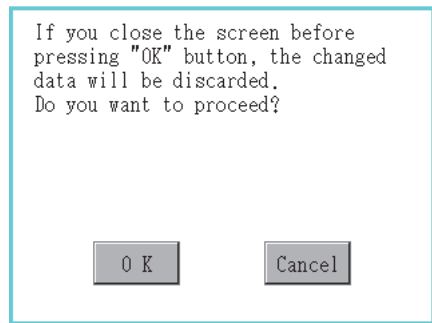 If you close the screen before
pressing "OK" button, the changed
data will be discarded.
Do you want to proceed?
O K
Cancel